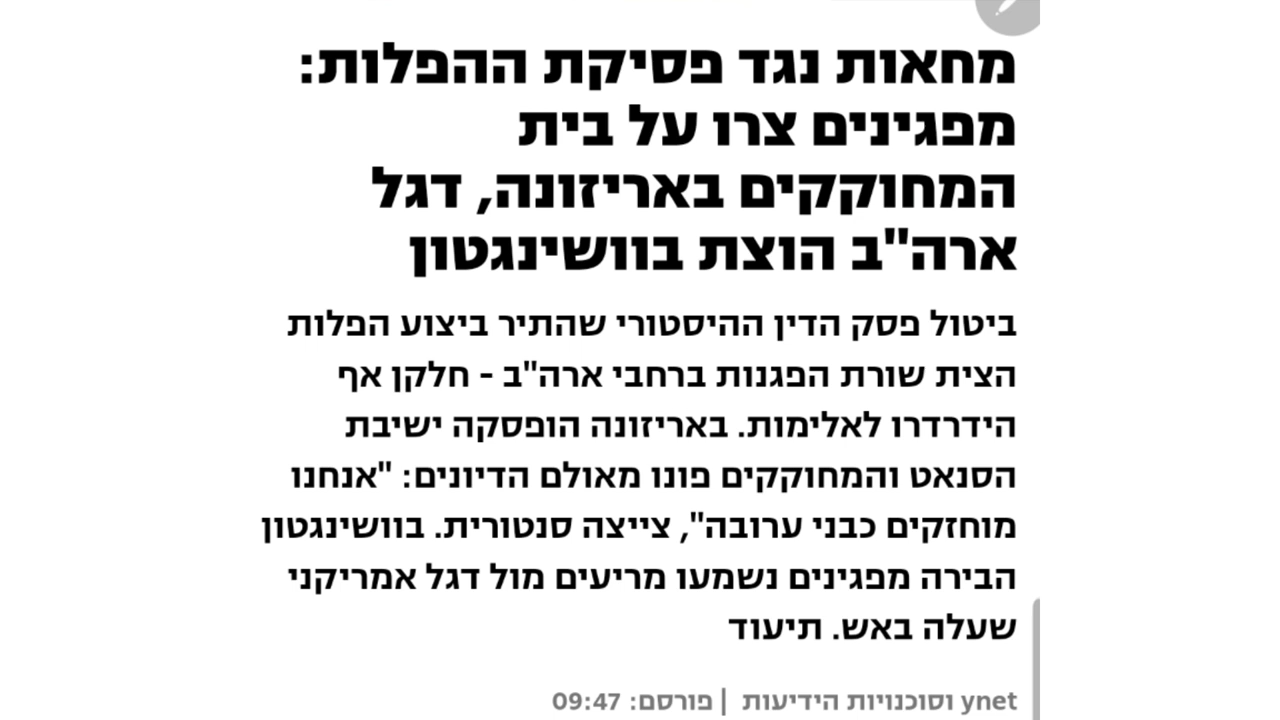 מחאות נגד פסיקת ההפלות:
מפגינים צרו על בית
המחוקקים באריזונה, דגל
ארה"ב הוצת בוושינגטון
ביטול פסק הדין ההיסטורי שהתיר ביצוע הפלות
הצית שורת הפגנות ברחבי ארה"ב - חלקן אף
הידרדרו לאלימות. באריזונה הופסקה ישיבת
הסנאט והמחוקקים פונו מאולם הדיונים: "אנחנו
מוחזקים כבני ערובה", צייצה סנטורית. בוושינגטון
הבירה מפגינים נשמעו מריעים מול דגל אמריקני
שעלה באש. תיעוד
ynet וסוכנויות הידיעות | פורסם: 09:47